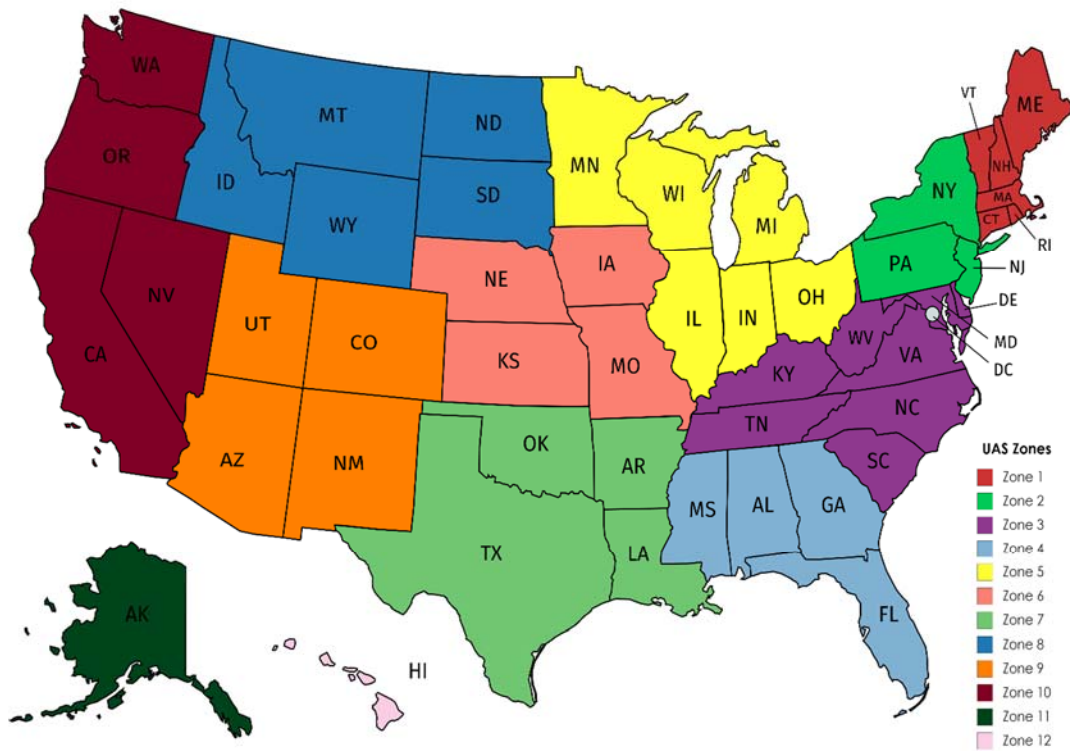 WA
MT
ND
MN
VT
ME
OR
ID
SD
WI
MI
NY
NH
MA
CT
RI
WY
NE
IA
PA
NJ
NV
UT
CO
IL
IN
OH
DE
CA
KS
MO
WV
VA
MD
DC
KY
NC
AZ
NM
OK
AR
TN
SC
MS
AL
GA
TX
LA
FL
AK
HI
UAS Zones
Zone 1
Zone 2
Zone 3
Zone 4
Zone 5
Zone 6
Zone 7
Zone 8
Zone 9
Zone 10
Zone 11
Zone 12